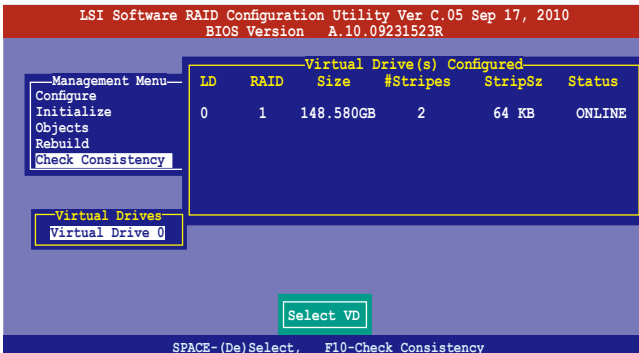 LSI Software RAID Configuration Utility Ver C.05 Sep 17, 2010
BIOS Version A.10.09231523R
Virtual Drive(s) Configured
LD RAID Size #Stripes StripSz Status
0 1 148.580GB 2 64 KB ONLINE
Management Menu
Configure
Initialize
Objects
Rebuild
Check Consistency
Virtual Drives
Virtual Drive 0
Select VD
SPACE-(De)Select, F10-Check Consistency